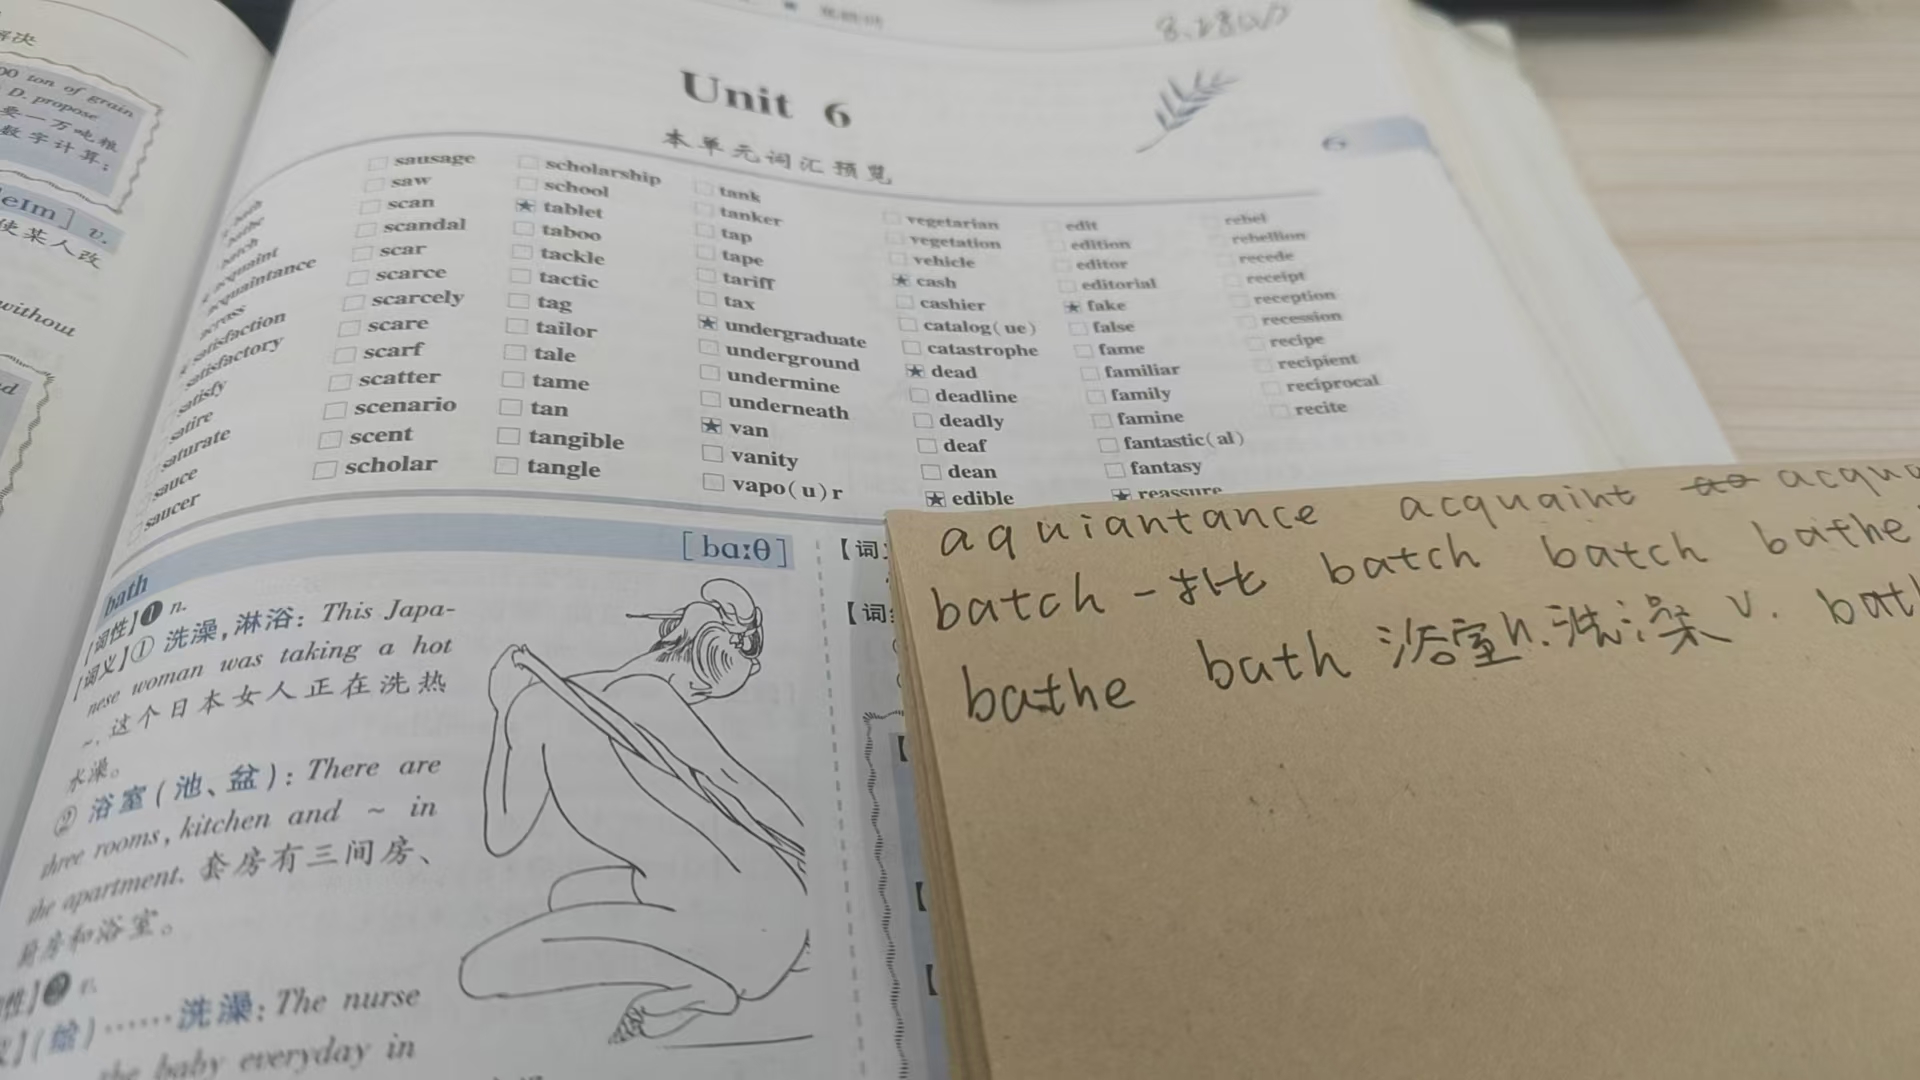 解决
ton of grain
D. propose
要一万吨粮
数字计算;
eɪm] v.
使某人改
without
Unit 6
本单元词汇预览
bath
bathe
batch
acquaint
acquaintance
across
satisfaction
satisfactory
satisfy
satire
saturate
sauce
saucer
sausage
saw
scan
scandal
scar
scarce
scarcely
scare
scarf
scatter
scenario
scent
scholar
scholarship
school
tablet
taboo
tackle
tactic
tag
tailor
tale
tame
tan
tangible
tangle
tank
tanker
tap
tape
tariff
tax
undergraduate
underground
undermine
underneath
van
vanity
vapo(u)r
vegetarian
vegetation
vehicle
cash
cashier
catalog(ue)
catastrophe
dead
deadline
deadly
deaf
dean
edible
edit
edition
editor
editorial
fake
false
fame
familiar
family
famine
fantastic(al)
fantasy
reassure
rebel
rebellion
recede
receipt
reception
recession
recipe
recipient
reciprocal
recite
bath [bɑːθ]
【词性】❶ n.
【词义】① 洗澡,淋浴: This Japa-
nese woman was taking a hot
~. 这个日本女人正在洗热
水澡。
② 浴室(池、盆): There are
three rooms, kitchen and ~ in
the apartment. 套房有三间房、
厨房和浴室。
性】❷ v.
】(给)……洗澡: The nurse
the baby everyday in
【词
【词
aquiantance acquaint acqua
batch 一批 batch batch bathe
bathe bath 浴室n.洗澡v. bat